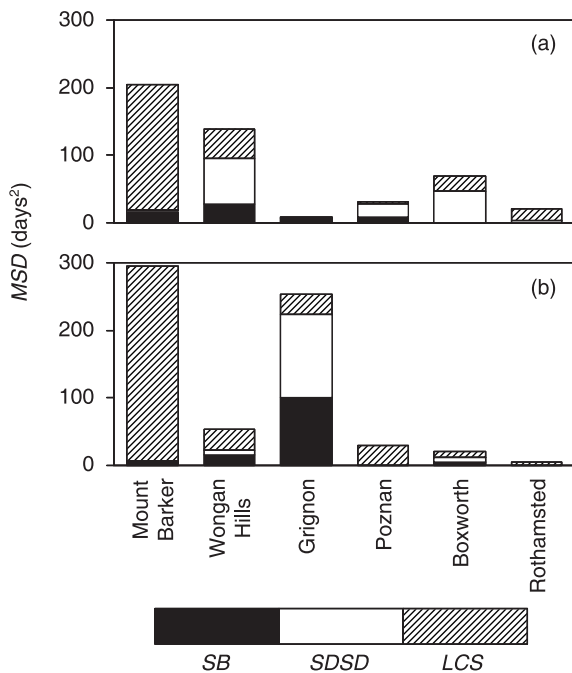 300
(a)
200
100
0
MSD (days²)
300
(b)
200
100
0
Mount
Barker
Wongan
Hills
Grignon
Poznan
Boxworth
Rothamsted
SB SDSD LCS